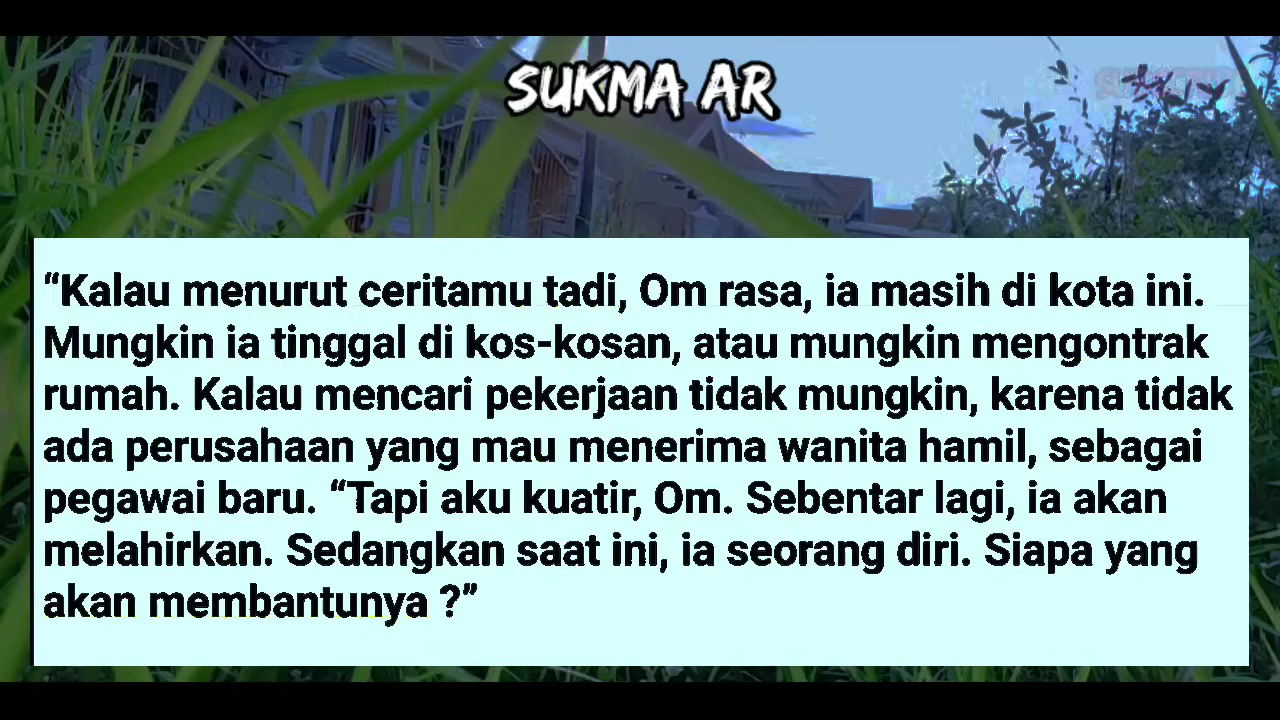 SUKMA AR
“Kalau menurut ceritamu tadi, Om rasa, ia masih di kota ini.
Mungkin ia tinggal di kos-kosan, atau mungkin mengontrak
rumah. Kalau mencari pekerjaan tidak mungkin, karena tidak
ada perusahaan yang mau menerima wanita hamil, sebagai
pegawai baru. “Tapi aku kuatir, Om. Sebentar lagi, ia akan
melahirkan. Sedangkan saat ini, ia seorang diri. Siapa yang
akan membantunya ?”